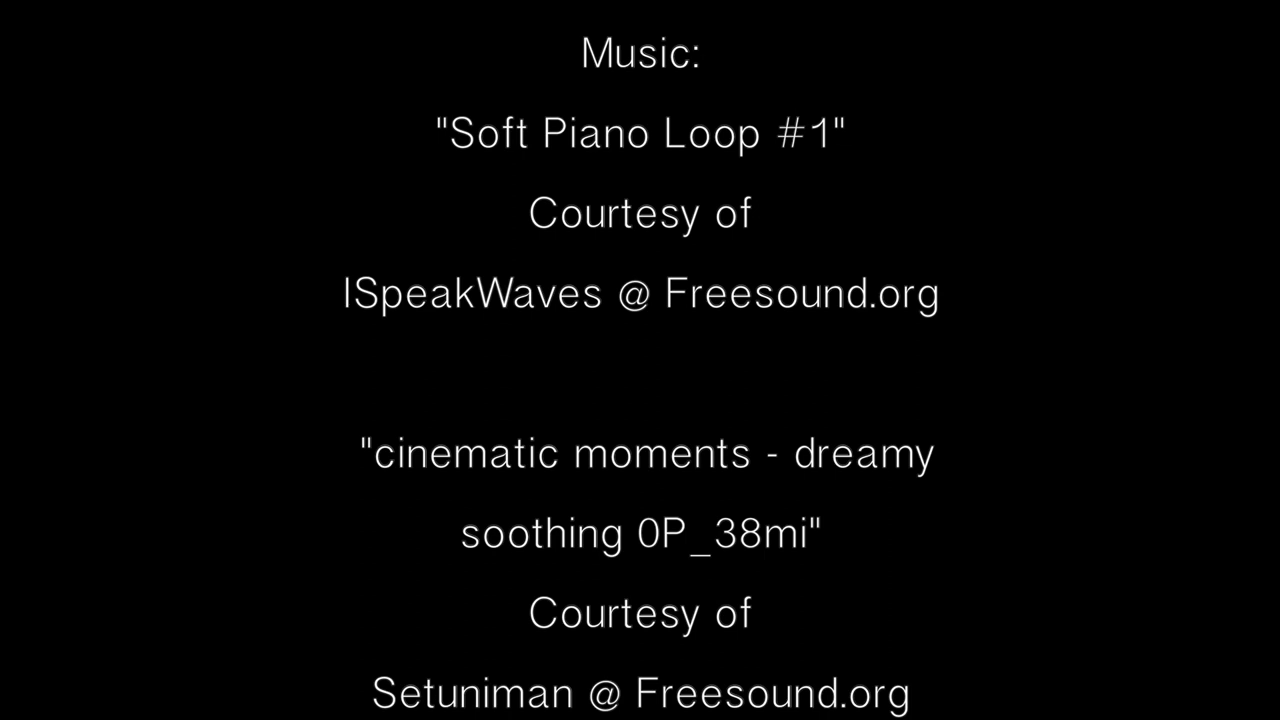 Music:
"Soft Piano Loop #1"
Courtesy of
ISpeakWaves @ Freesound.org
"cinematic moments - dreamy
soothing 0P_38mi"
Courtesy of
Setuniman @ Freesound.org